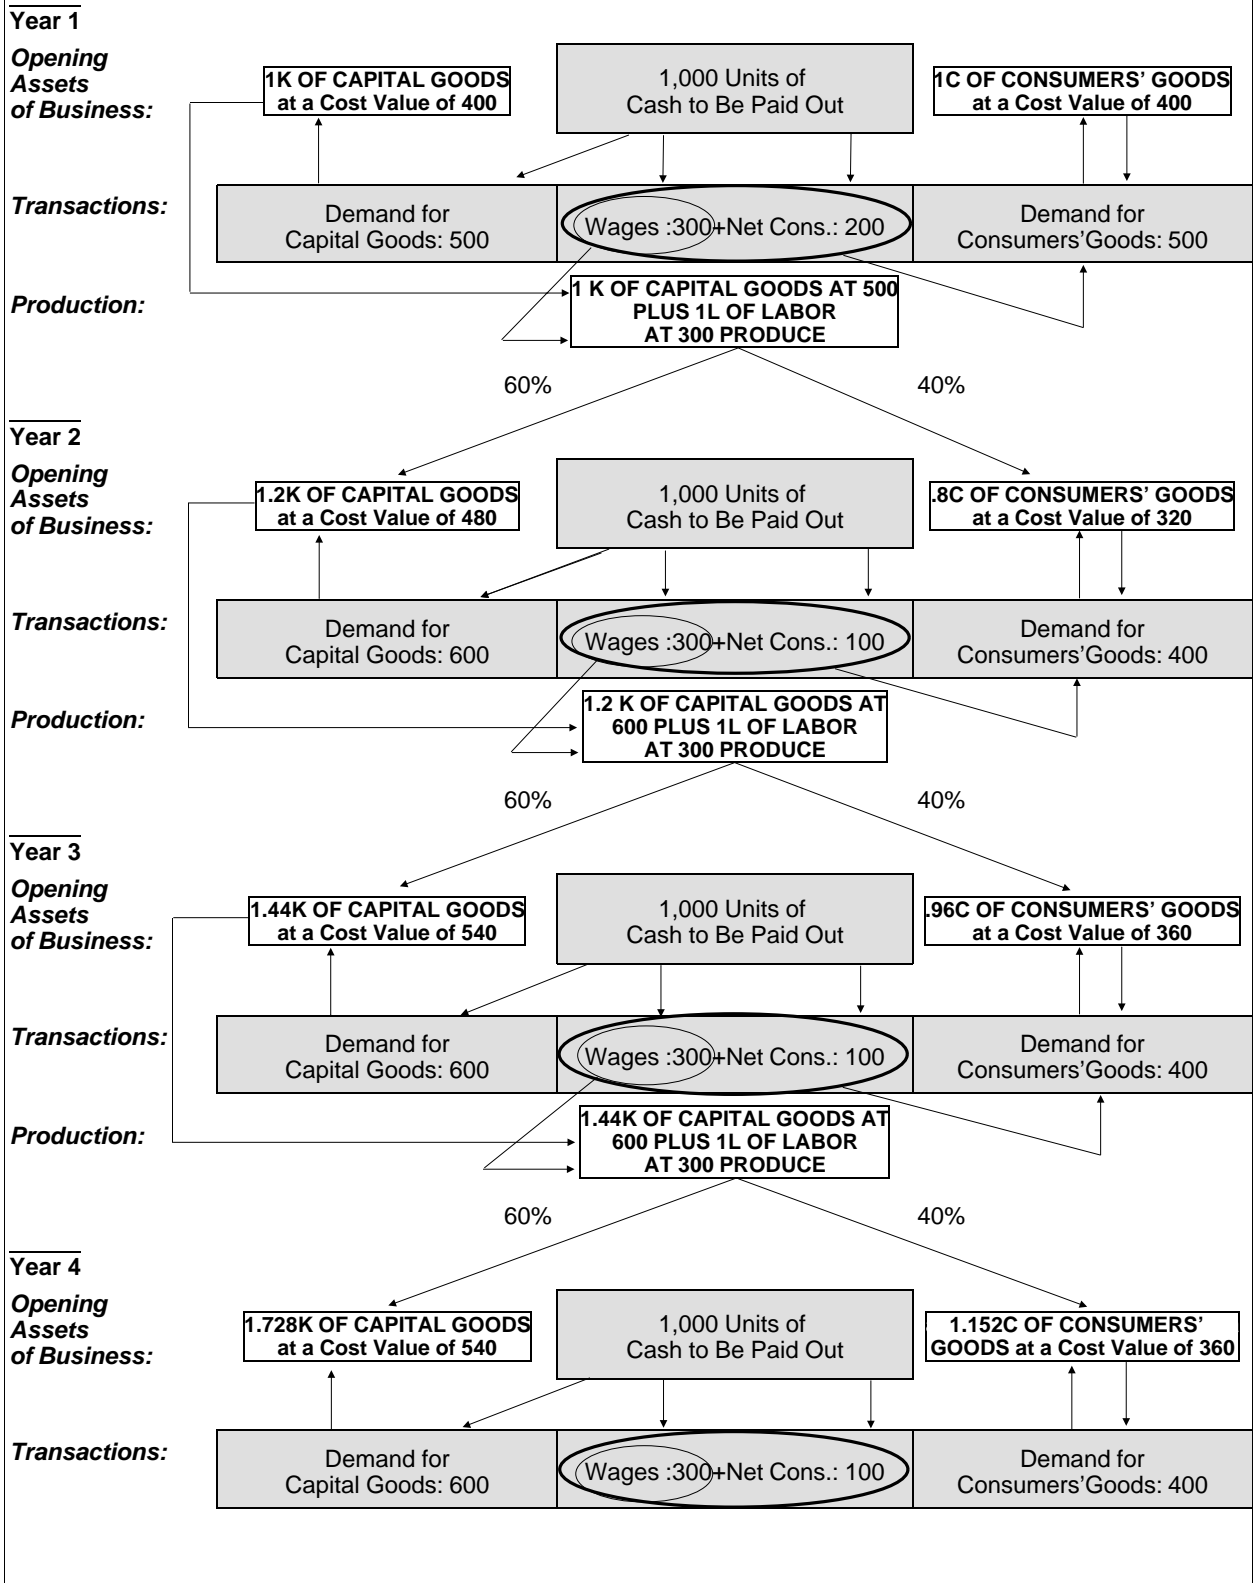 Year 1
Opening
Assets
of Business:
1K OF CAPITAL GOODS
at a Cost Value of 400
1,000 Units of
Cash to Be Paid Out
1C OF CONSUMERS' GOODS
at a Cost Value of 400
Transactions:
Demand for
Capital Goods: 500
Wages :300+Net Cons.: 200
Demand for
Consumers'Goods: 500
Production:
1 K OF CAPITAL GOODS AT 500
PLUS 1L OF LABOR
AT 300 PRODUCE
60%
40%
Year 2
Opening
Assets
of Business:
1.2K OF CAPITAL GOODS
at a Cost Value of 480
1,000 Units of
Cash to Be Paid Out
.8C OF CONSUMERS' GOODS
at a Cost Value of 320
Transactions:
Demand for
Capital Goods: 600
Wages :300+Net Cons.: 100
Demand for
Consumers'Goods: 400
Production:
1.2 K OF CAPITAL GOODS AT
600 PLUS 1L OF LABOR
AT 300 PRODUCE
60%
40%
Year 3
Opening
Assets
of Business:
1.44K OF CAPITAL GOODS
at a Cost Value of 540
1,000 Units of
Cash to Be Paid Out
.96C OF CONSUMERS' GOODS
at a Cost Value of 360
Transactions:
Demand for
Capital Goods: 600
Wages :300+Net Cons.: 100
Demand for
Consumers'Goods: 400
Production:
1.44K OF CAPITAL GOODS AT
600 PLUS 1L OF LABOR
AT 300 PRODUCE
60%
40%
Year 4
Opening
Assets
of Business:
1.728K OF CAPITAL GOODS
at a Cost Value of 540
1,000 Units of
Cash to Be Paid Out
1.152C OF CONSUMERS'
GOODS at a Cost Value of 360
Transactions:
Demand for
Capital Goods: 600
Wages :300+Net Cons.: 100
Demand for
Consumers'Goods: 400